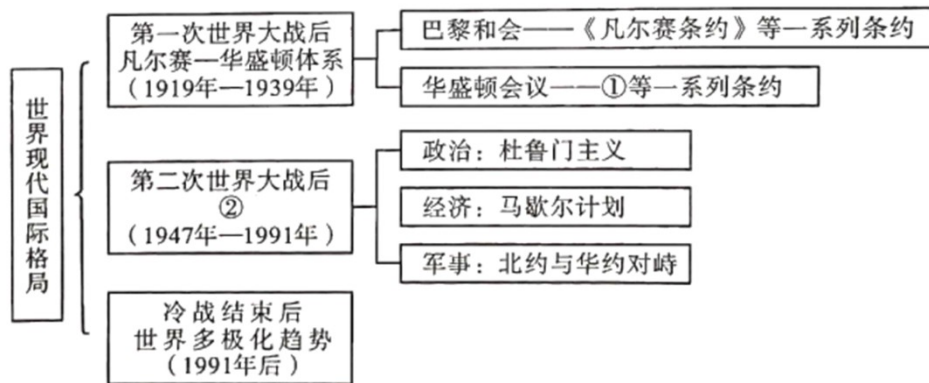 世界现代国际格局
第一次世界大战后
凡尔赛—华盛顿体系
(1919年—1939年)
巴黎和会——《凡尔赛条约》等一系列条约
华盛顿会议——①等一系列条约
第二次世界大战后
②
(1947年—1991年)
政治：杜鲁门主义
经济：马歇尔计划
军事：北约与华约对峙
冷战结束后
世界多极化趋势
(1991年后)